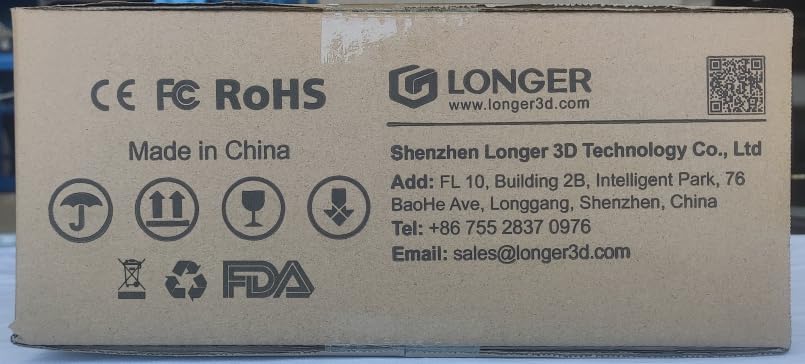 CE FC RoHS
Made in China
FDA
LONGER
www.longer3d.com
Shenzhen Longer 3D Technology Co., Ltd
Add: FL 10, Building 2B, Intelligent Park, 76
BaoHe Ave, Longgang, Shenzhen, China
Tel: +86 755 2837 0976
Email: sales@longer3d.com